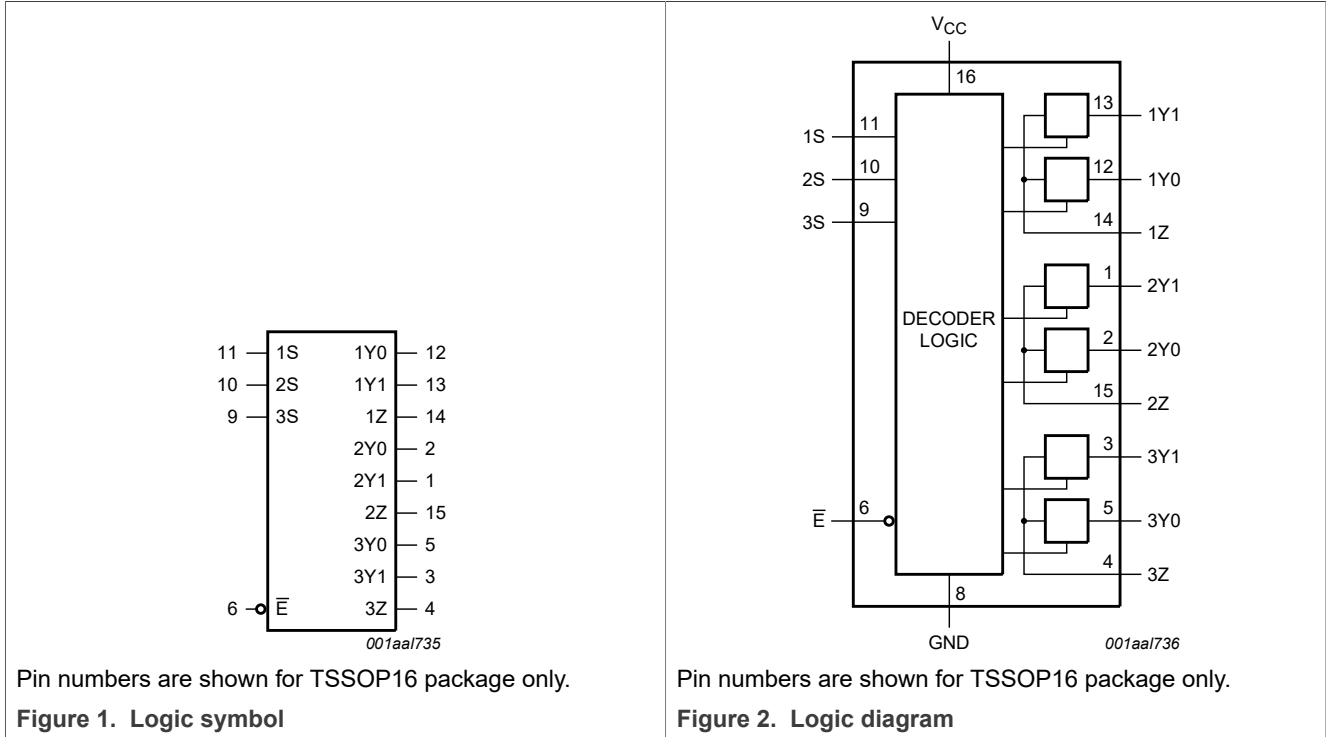 11 1S 1Y0 12
10 2S 1Y1 13
9 3S 1Z 14
2Y0 2
2Y1 1
2Z 15
3Y0 5
3Y1 3
6 E̅ 3Z 4
001aal735
Pin numbers are shown for TSSOP16 package only.
Figure 1. Logic symbol
VCC
16
13 1Y1
1S 11
12 1Y0
2S 10
3S 9
14 1Z
1 2Y1
DECODER
LOGIC
2 2Y0
15 2Z
3 3Y1
E̅ 6
5 3Y0
4 3Z
8
GND
001aal736
Pin numbers are shown for TSSOP16 package only.
Figure 2. Logic diagram